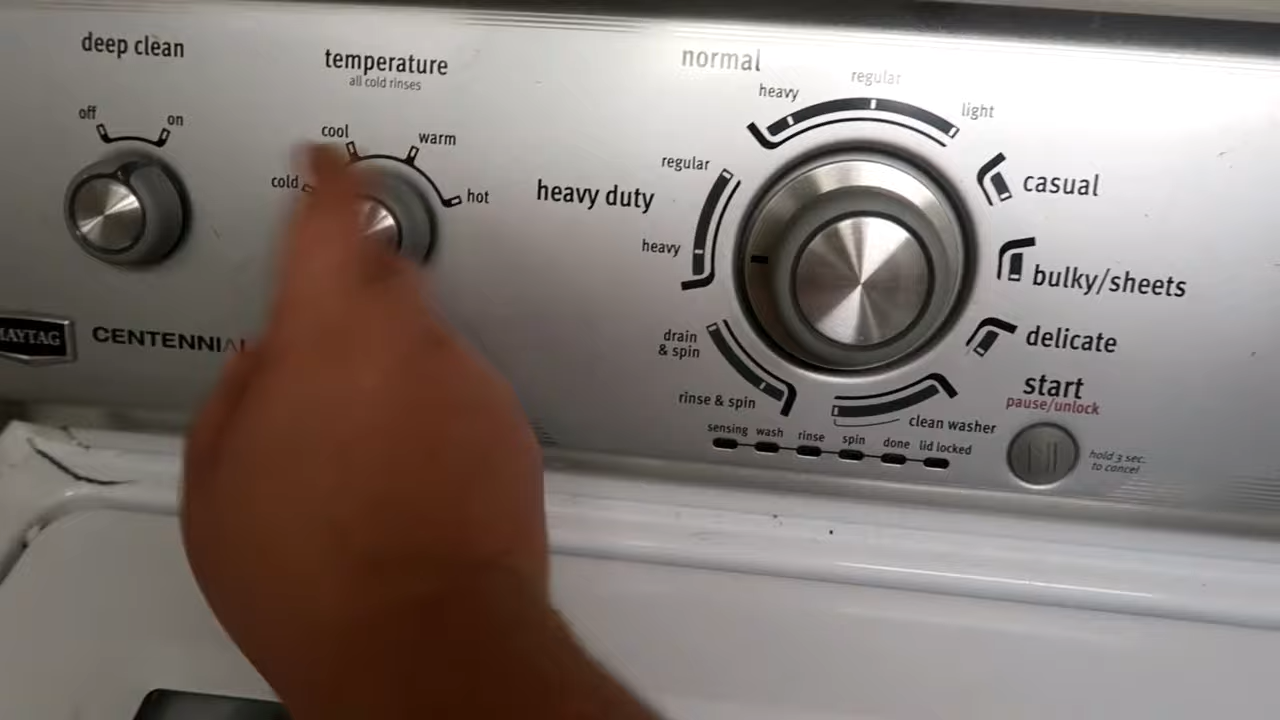 deep clean
off
on
temperature
all cold rinses
cold
cool
warm
hot
normal
heavy
regular
light
heavy duty
regular
heavy
casual
bulky/sheets
delicate
drain
& spin
rinse & spin
clean washer
start
pause/unlock
hold 3 sec.
to cancel
sensing
wash
rinse
spin
done
lid locked
MAYTAG
CENTENNIAL